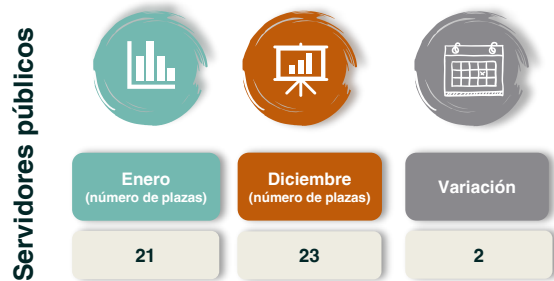 Servidores públicos
Enero
(número de plazas)
Diciembre
(número de plazas)
Variación
21
23
2